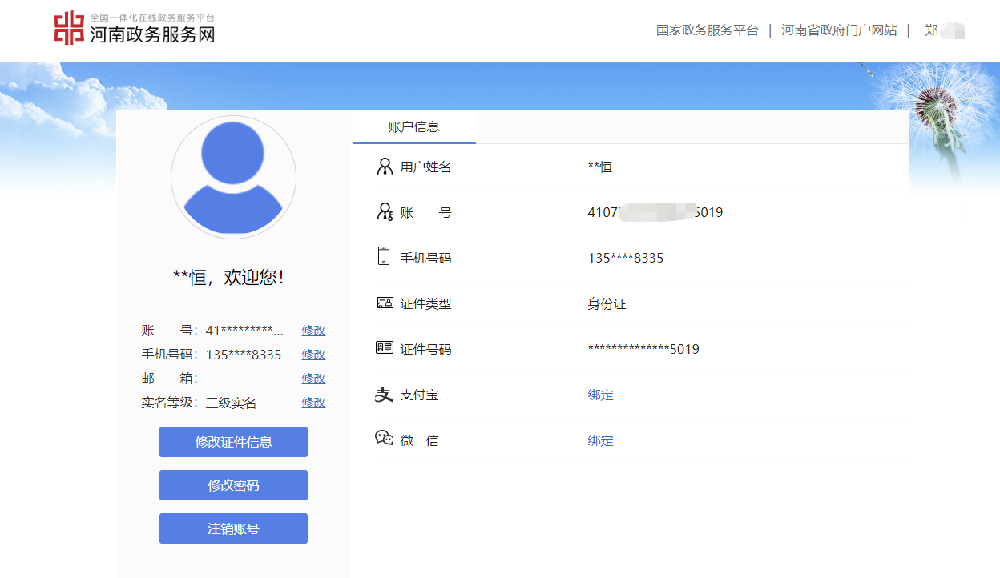 全国一体化在线政务服务平台
河南政务服务网
国家政务服务平台 | 河南省政府门户网站 | 郑
**恒，欢迎您！
账 号：41*********... 修改
手机号码：135****8335 修改
邮 箱： 修改
实名等级：三级实名 修改
修改证件信息
修改密码
注销账号
账户信息
用户姓名 **恒
账 号 4107 5019
手机号码 135****8335
证件类型 身份证
证件号码 **************5019
支付宝 绑定
微 信 绑定